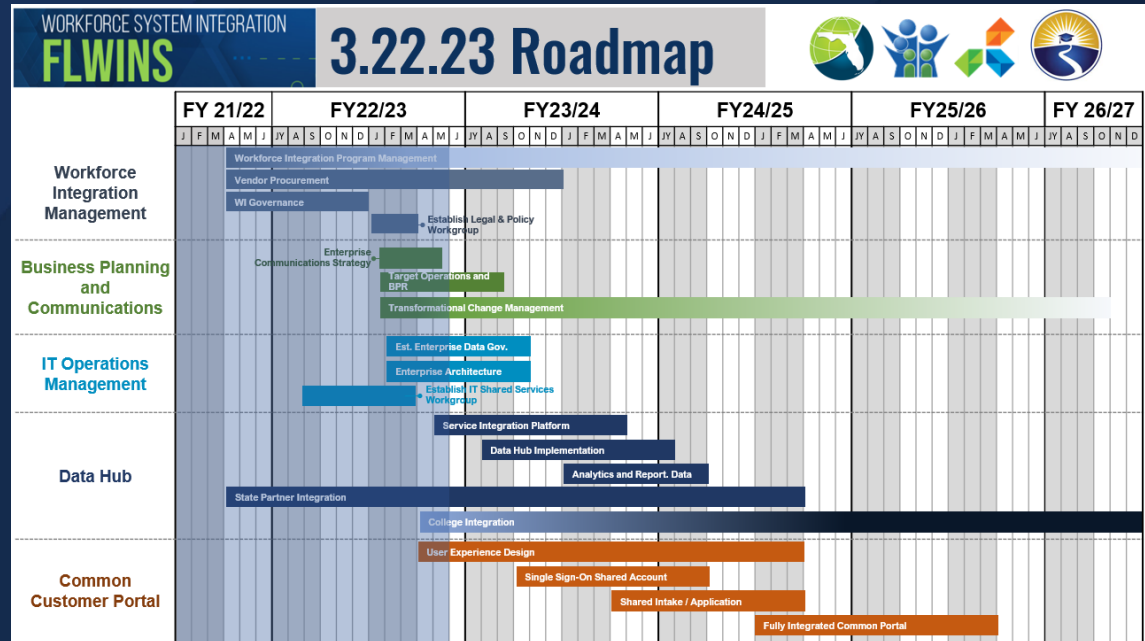 WORKFORCE SYSTEM INTEGRATION
FLWINS
3.22.23 Roadmap
FY 21/22 FY22/23 FY23/24 FY24/25 FY25/26 FY 26/27
J F M A M J JY A S O N D J F M A M J JY A S O N D J F M A M J JY A S O N D J F M A M J JY A S O N D J F M A M J JY A S O N D
Workforce
Integration
Management
Workforce Integration Program Management
Vendor Procurement
WI Governance
Establish Legal & Policy
Workgroup
Business Planning
and
Communications
Enterprise
Communications Strategy
Target Operations and
BPR
Transformational Change Management
IT Operations
Management
Est. Enterprise Data Gov.
Enterprise Architecture
Establish IT Shared Services
Workgroup
Data Hub
Service Integration Platform
Data Hub Implementation
Analytics and Report. Data
State Partner Integration
College Integration
Common
Customer Portal
User Experience Design
Single Sign-On Shared Account
Shared Intake / Application
Fully Integrated Common Portal